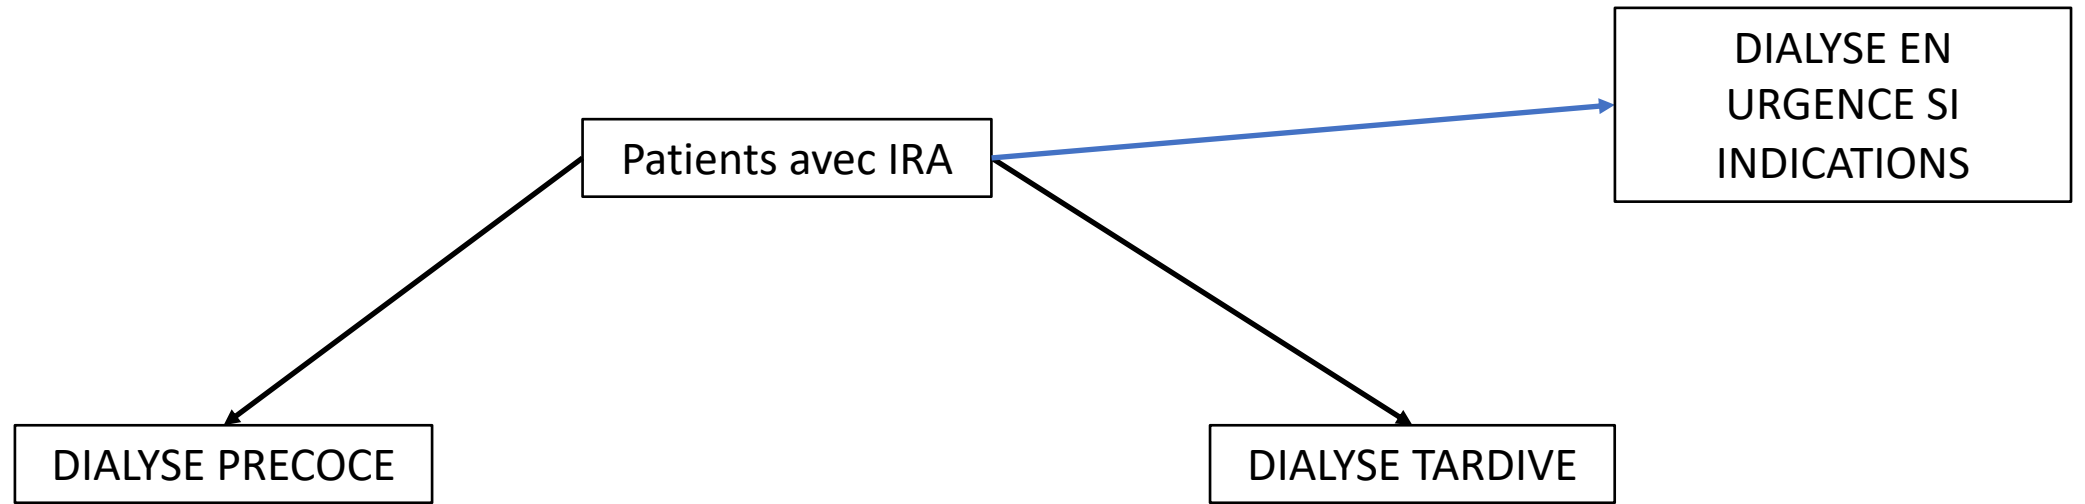 DIALYSE EN
URGENCE SI
INDICATIONS
Patients avec IRA
DIALYSE PRECOCE
DIALYSE TARDIVE